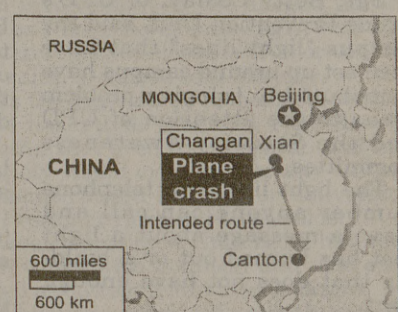 RUSSIA
MONGOLIA
Beijing
Changan
Xian
CHINA
Plane
crash
Intended route
Canton
600 miles
600 km